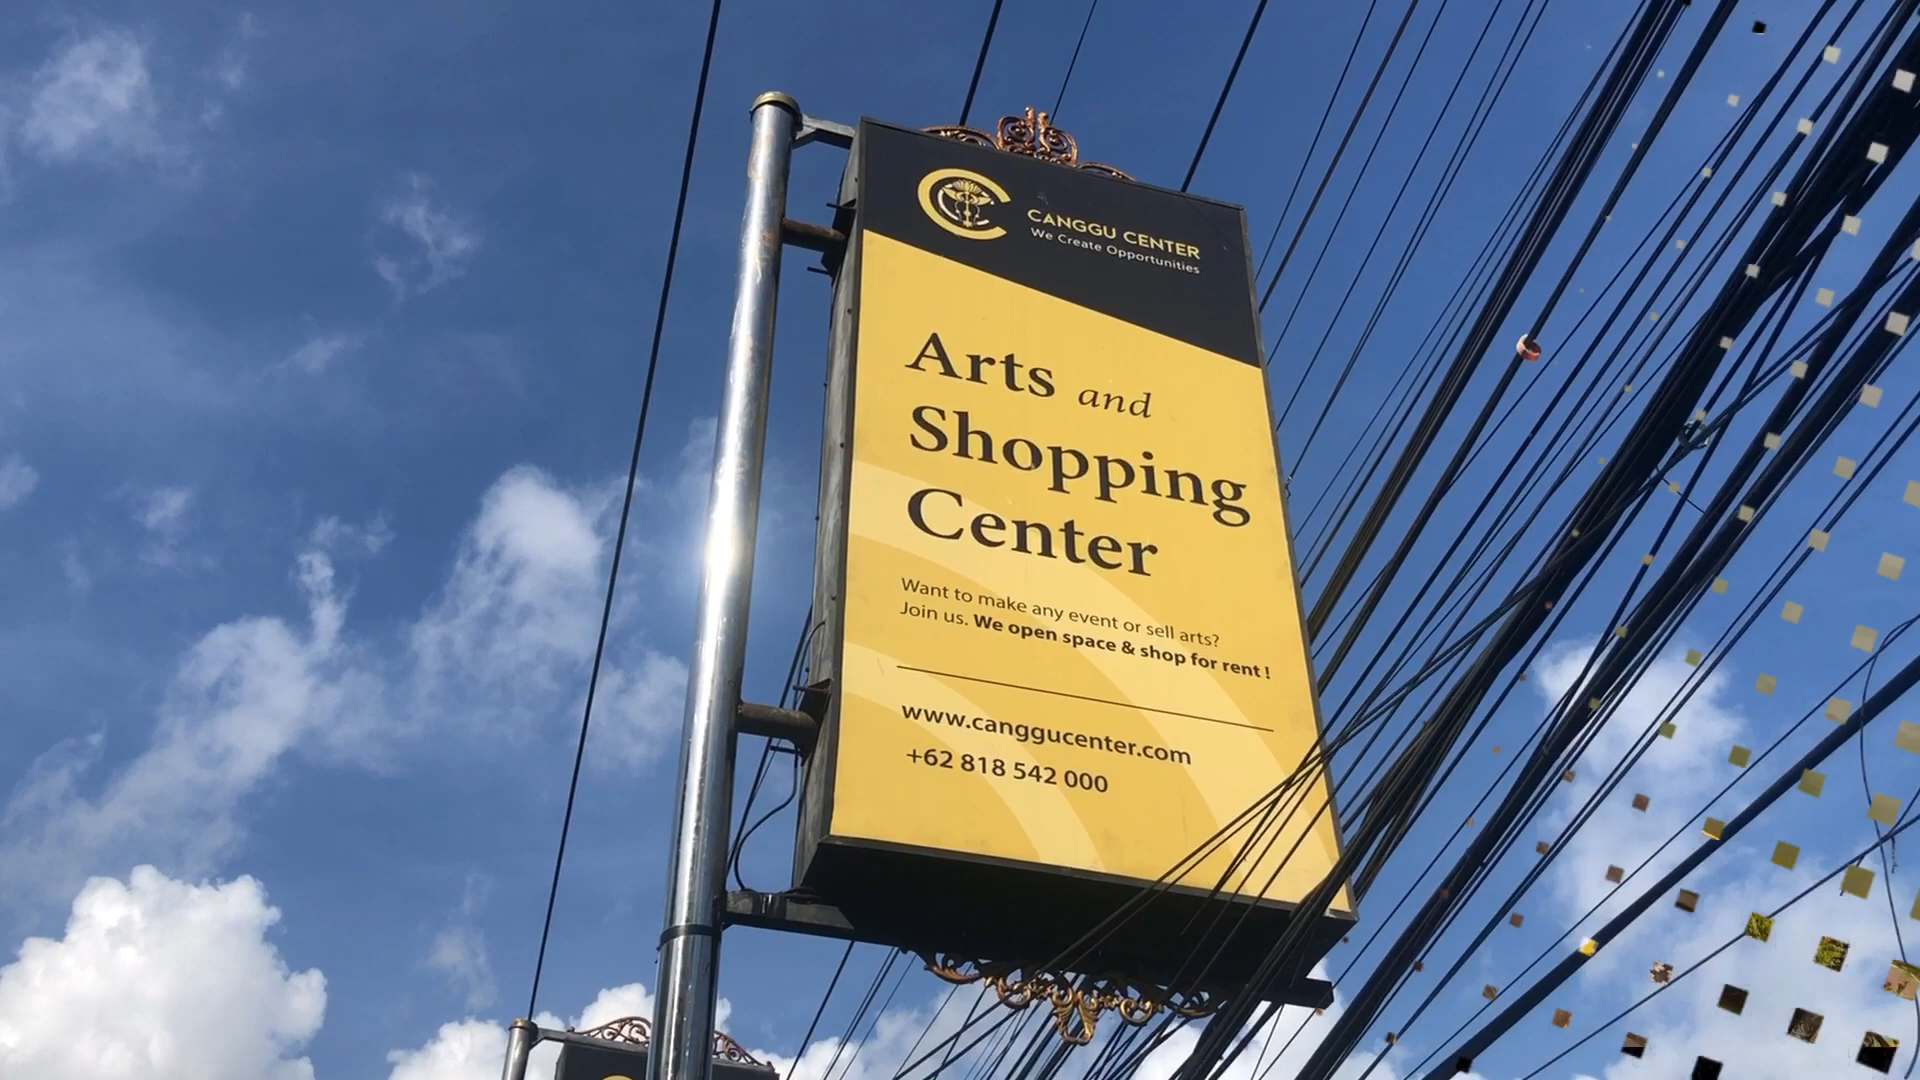 CANGGU CENTER
We Create Opportunities
Arts and
Shopping
Center
Want to make any event or sell arts?
Join us. We open space & shop for rent !
www.canggucenter.com
+62 818 542 000